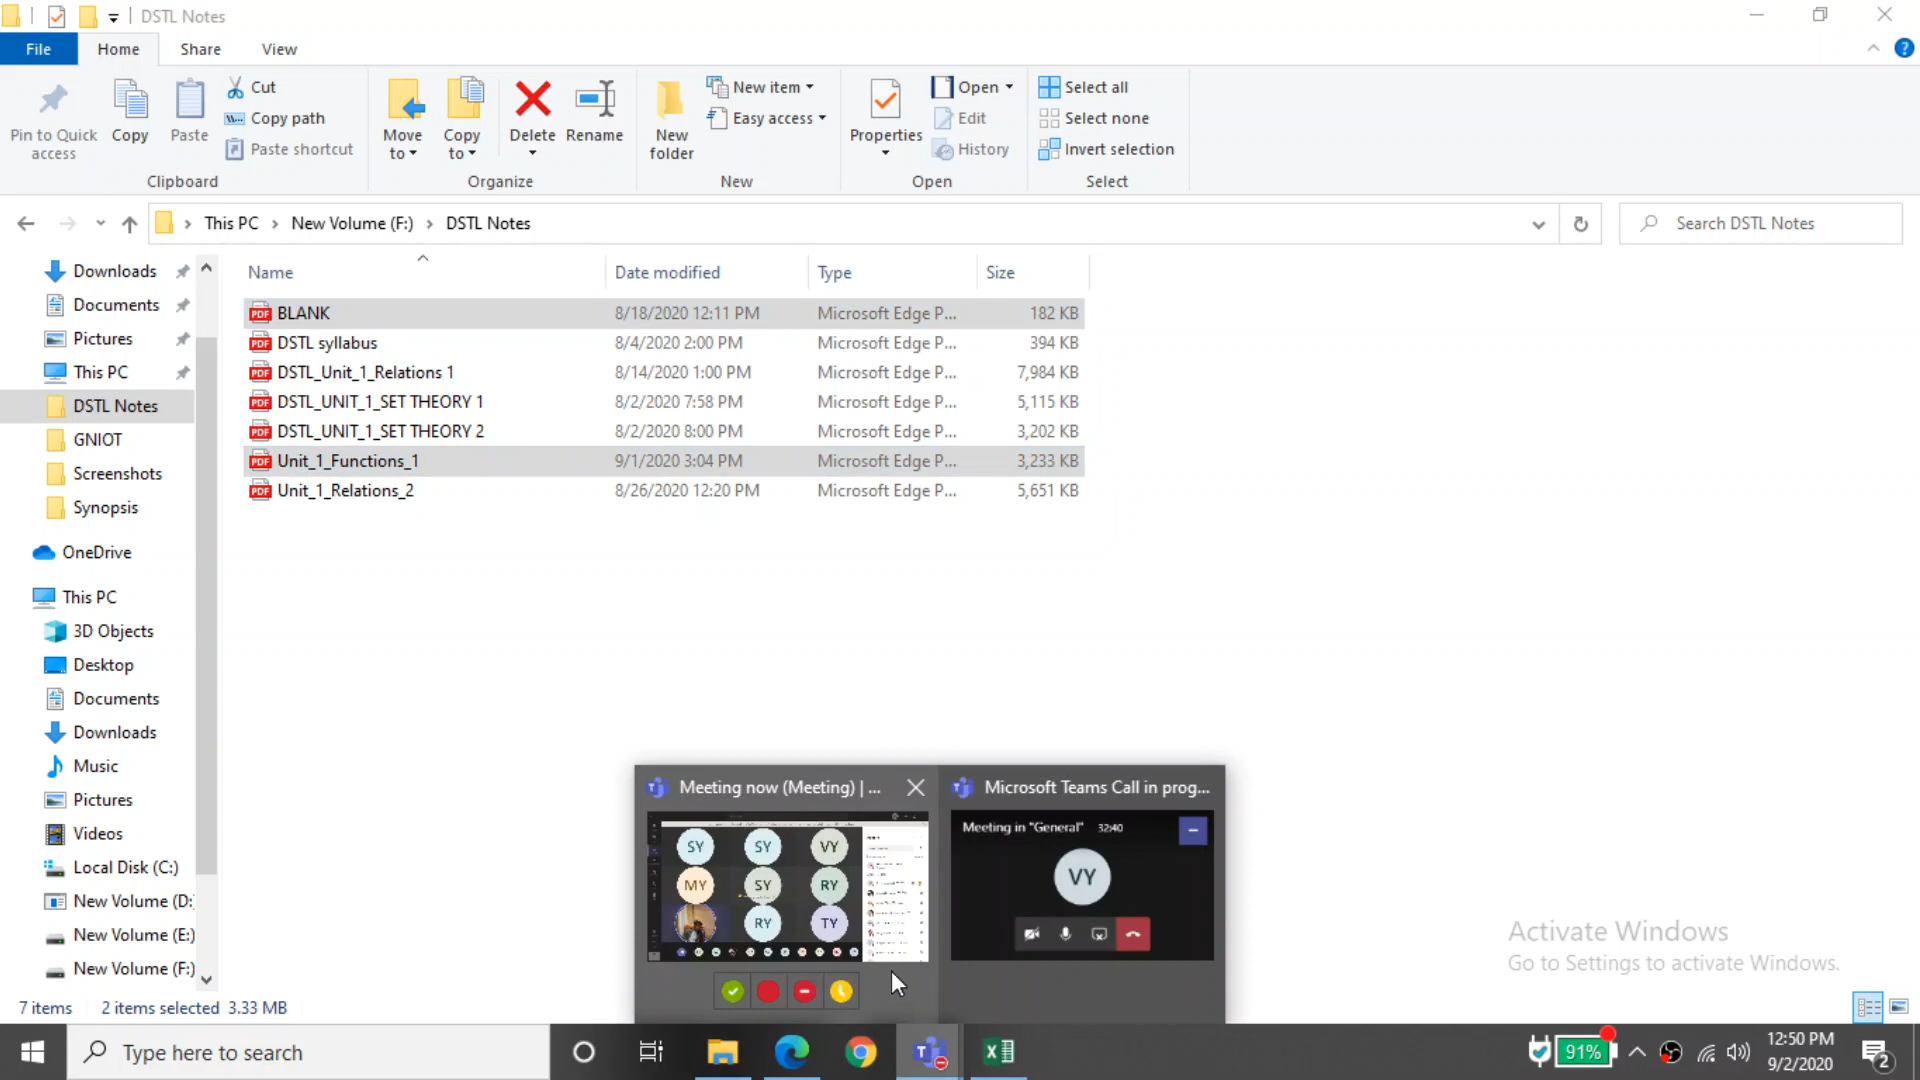 DSTL Notes
File Home Share View
Pin to Quick access
Copy
Paste
Cut
Copy path
Paste shortcut
Clipboard
Move to
Copy to
Delete
Rename
Organize
New folder
New item
Easy access
New
Properties
Open
Edit
History
Open
Select all
Select none
Invert selection
Select
This PC New Volume (F:) DSTL Notes
Search DSTL Notes
Name Date modified Type Size
BLANK 8/18/2020 12:11 PM Microsoft Edge P... 182 KB
DSTL syllabus 8/4/2020 2:00 PM Microsoft Edge P... 394 KB
DSTL_Unit_1_Relations 1 8/14/2020 1:00 PM Microsoft Edge P... 7,984 KB
DSTL_UNIT_1_SET THEORY 1 8/2/2020 7:58 PM Microsoft Edge P... 5,115 KB
DSTL_UNIT_1_SET THEORY 2 8/2/2020 8:00 PM Microsoft Edge P... 3,202 KB
Unit_1_Functions_1 9/1/2020 3:04 PM Microsoft Edge P... 3,233 KB
Unit_1_Relations_2 8/26/2020 12:20 PM Microsoft Edge P... 5,651 KB
Downloads
Documents
Pictures
This PC
DSTL Notes
GNIOT
Screenshots
Synopsis
OneDrive
This PC
3D Objects
Desktop
Documents
Downloads
Music
Pictures
Videos
Local Disk (C:)
New Volume (D:
New Volume (E:)
New Volume (F:)
Meeting now (Meeting) | ...
SY SY VY
MY SY RY
RY TY
Microsoft Teams Call in prog...
Meeting in "General" 32:40
VY
Activate Windows
Go to Settings to activate Windows.
7 items 2 items selected 3.33 MB
Type here to search
91%
12:50 PM
9/2/2020
2